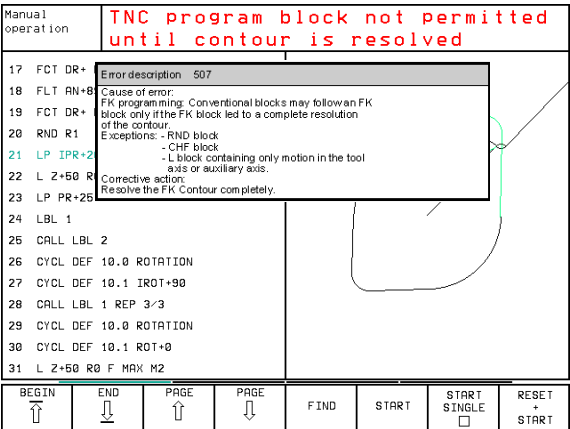 Manual
operation
TNC program block not permitted
until contour is resolved
17 FCT DR+
18 FLT AN+8
19 FCT DR+
20 RND R1
21 LP IPR+2
22 L Z+50 R
23 LP PR+25
24 LBL 1
25 CALL LBL 2
26 CYCL DEF 10.0 ROTATION
27 CYCL DEF 10.1 IROT+90
28 CALL LBL 1 REP 3/3
29 CYCL DEF 10.0 ROTATION
30 CYCL DEF 10.1 ROT+0
31 L Z+50 R0 F MAX M2
Error description 507
Cause of error:
FK programming: Conventional blocks may follow an FK
block only if the FK block led to a complete resolution
of the contour.
Exceptions: - RND block
- CHF block
- L block containing only motion in the tool
axis or auxiliary axis.
Corrective action:
Resolve the FK Contour completely.
BEGIN
END
PAGE
PAGE
FIND
START
START
SINGLE
RESET
+
START